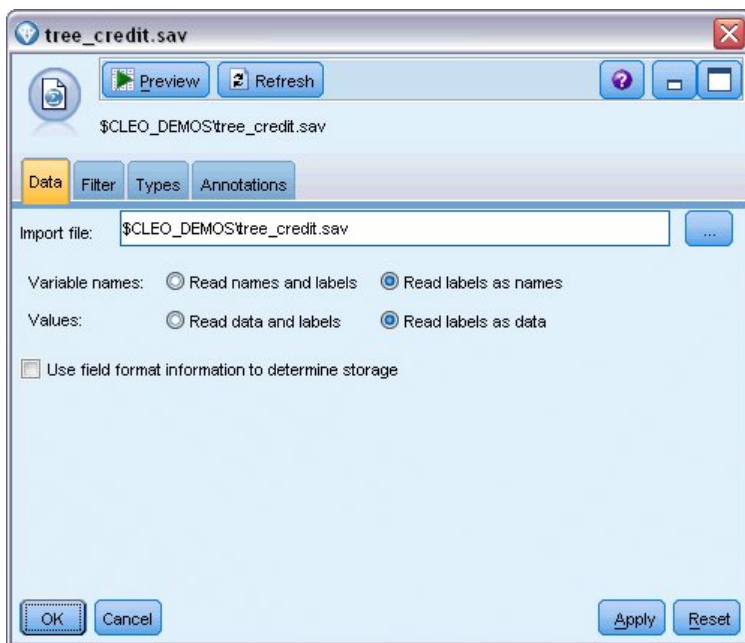 tree_credit.sav
Preview Refresh
$CLEO_DEMOS\tree_credit.sav
Data Filter Types Annotations
Import file: $CLEO_DEMOS\tree_credit.sav ...
Variable names: Read names and labels Read labels as names
Values: Read data and labels Read labels as data
Use field format information to determine storage
OK Cancel Apply Reset